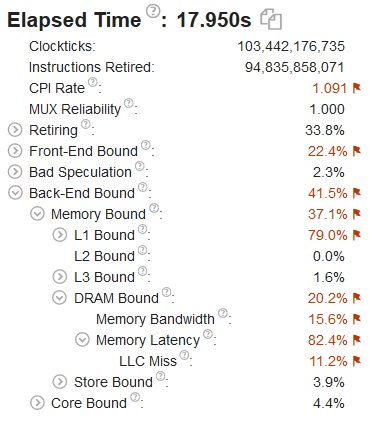 Elapsed Time ?: 17.950s
Clockticks: 103,442,176,735
Instructions Retired: 94,835,858,071
CPI Rate ?: 1.091
MUX Reliability ?: 1.000
Retiring ?: 33.8%
Front-End Bound ?: 22.4%
Bad Speculation ?: 2.3%
Back-End Bound ?: 41.5%
Memory Bound ?: 37.1%
L1 Bound ?: 79.0%
L2 Bound ?: 0.0%
L3 Bound ?: 1.6%
DRAM Bound ?: 20.2%
Memory Bandwidth ?: 15.6%
Memory Latency ?: 82.4%
LLC Miss ?: 11.2%
Store Bound ?: 3.9%
Core Bound ?: 4.4%